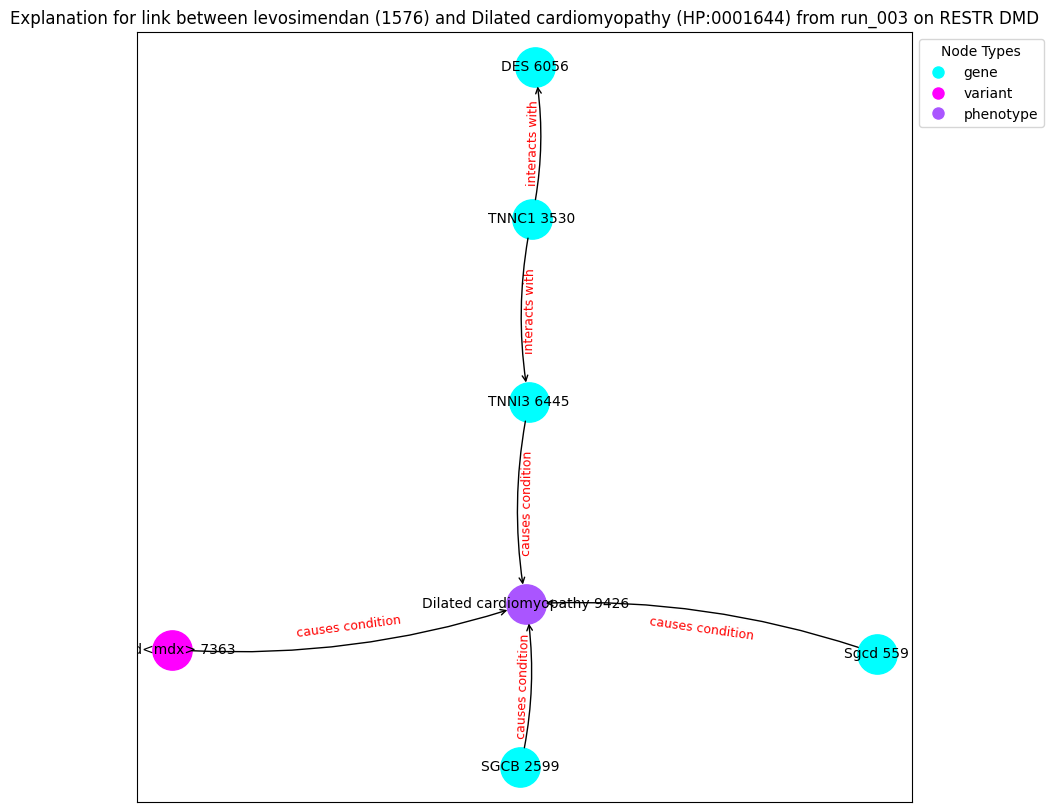 Explanation for link between levosimendan (1576) and Dilated cardiomyopathy (HP:0001644) from run_003 on RESTR DMD
Node Types
gene
variant
phenotype
DES 6056
interacts with
TNNC1 3530
interacts with
TNNI3 6445
causes condition
Dilated cardiomyopathy 9426
causes condition
d<mdx> 7363
causes condition
Sgcd 559
causes condition
SGCB 2599